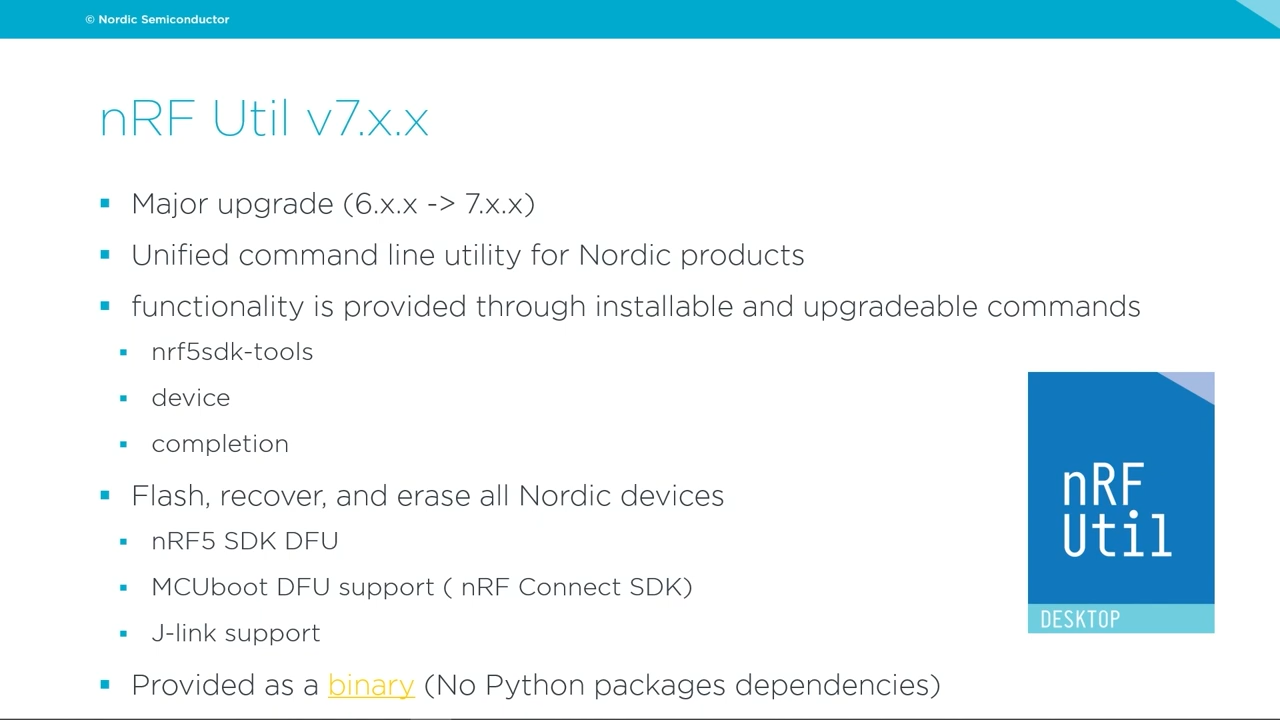 © Nordic Semiconductor
nRF Util v7.x.x
Major upgrade (6.x.x -> 7.x.x)
Unified command line utility for Nordic products
functionality is provided through installable and upgradeable commands
nrf5sdk-tools
device
completion
Flash, recover, and erase all Nordic devices
nRF5 SDK DFU
MCUboot DFU support ( nRF Connect SDK)
J-link support
Provided as a binary (No Python packages dependencies)
nRF
Util
DESKTOP